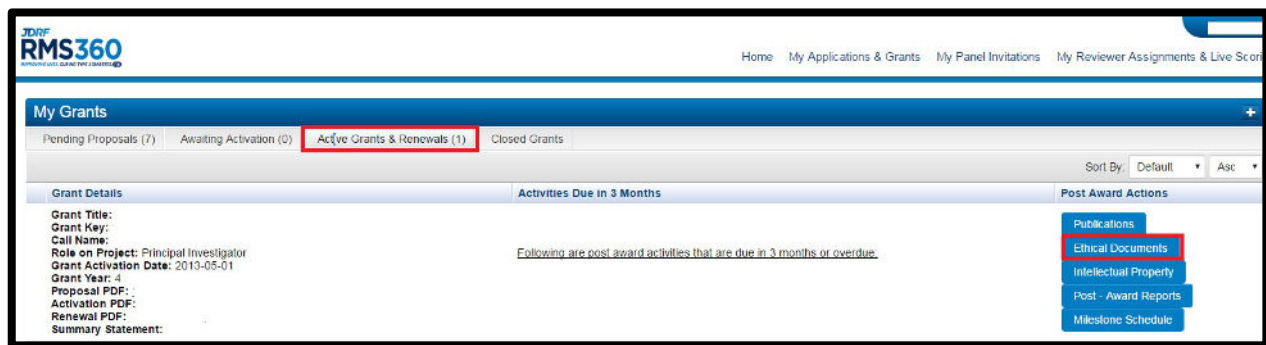 JDRF
RMS360
Home My Applications & Grants My Panel Invitations My Reviewer Assignments & Live Scori
My Grants
Pending Proposals (7) Awaiting Activation (0) Active Grants & Renewals (1) Closed Grants
Sort By: Default Asc
Grant Details Activities Due in 3 Months Post Award Actions
Grant Title:
Grant Key:
Call Name:
Role on Project: Principal Investigator
Grant Activation Date: 2013-05-01
Grant Year: 4
Proposal PDF:
Activation PDF:
Renewal PDF:
Summary Statement:
Following are post award activities that are due in 3 months or overdue.
Publications
Ethical Documents
Intellectual Property
Post - Award Reports
Milestone Schedule